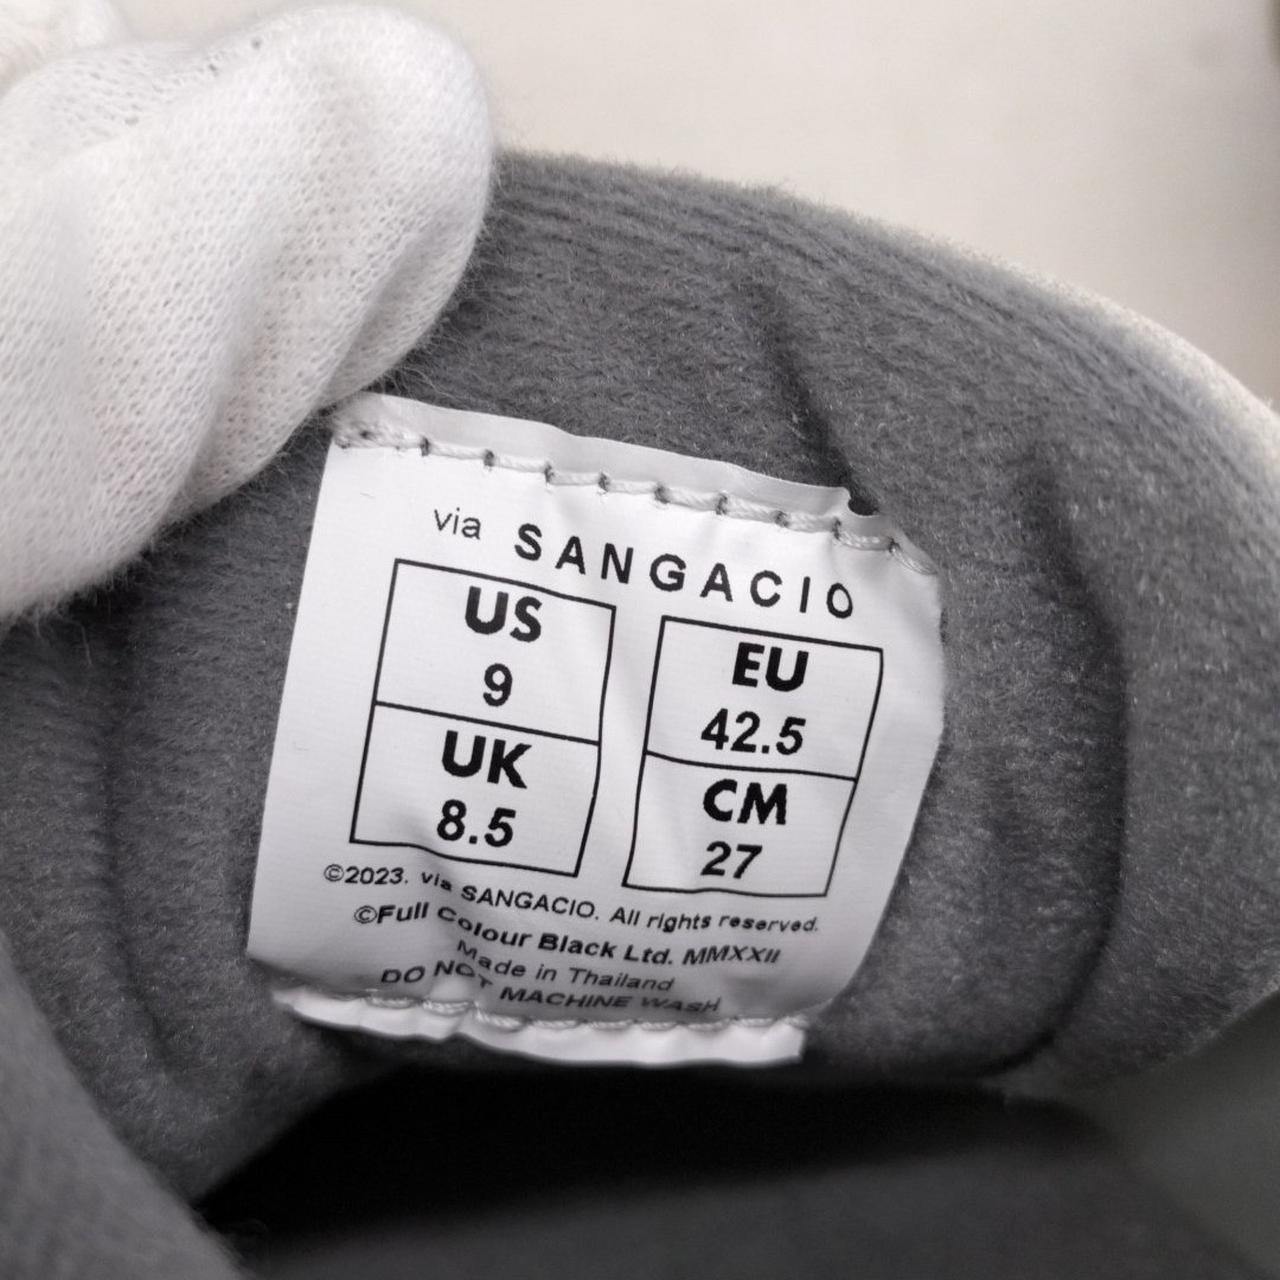 via SANGACIO
US
9
UK
8.5
EU
42.5
CM
27
©2023. via SANGACIO. All rights reserved.
©Full Colour Black Ltd. MMXXII
Made in Thailand
DO NOT MACHINE WASH